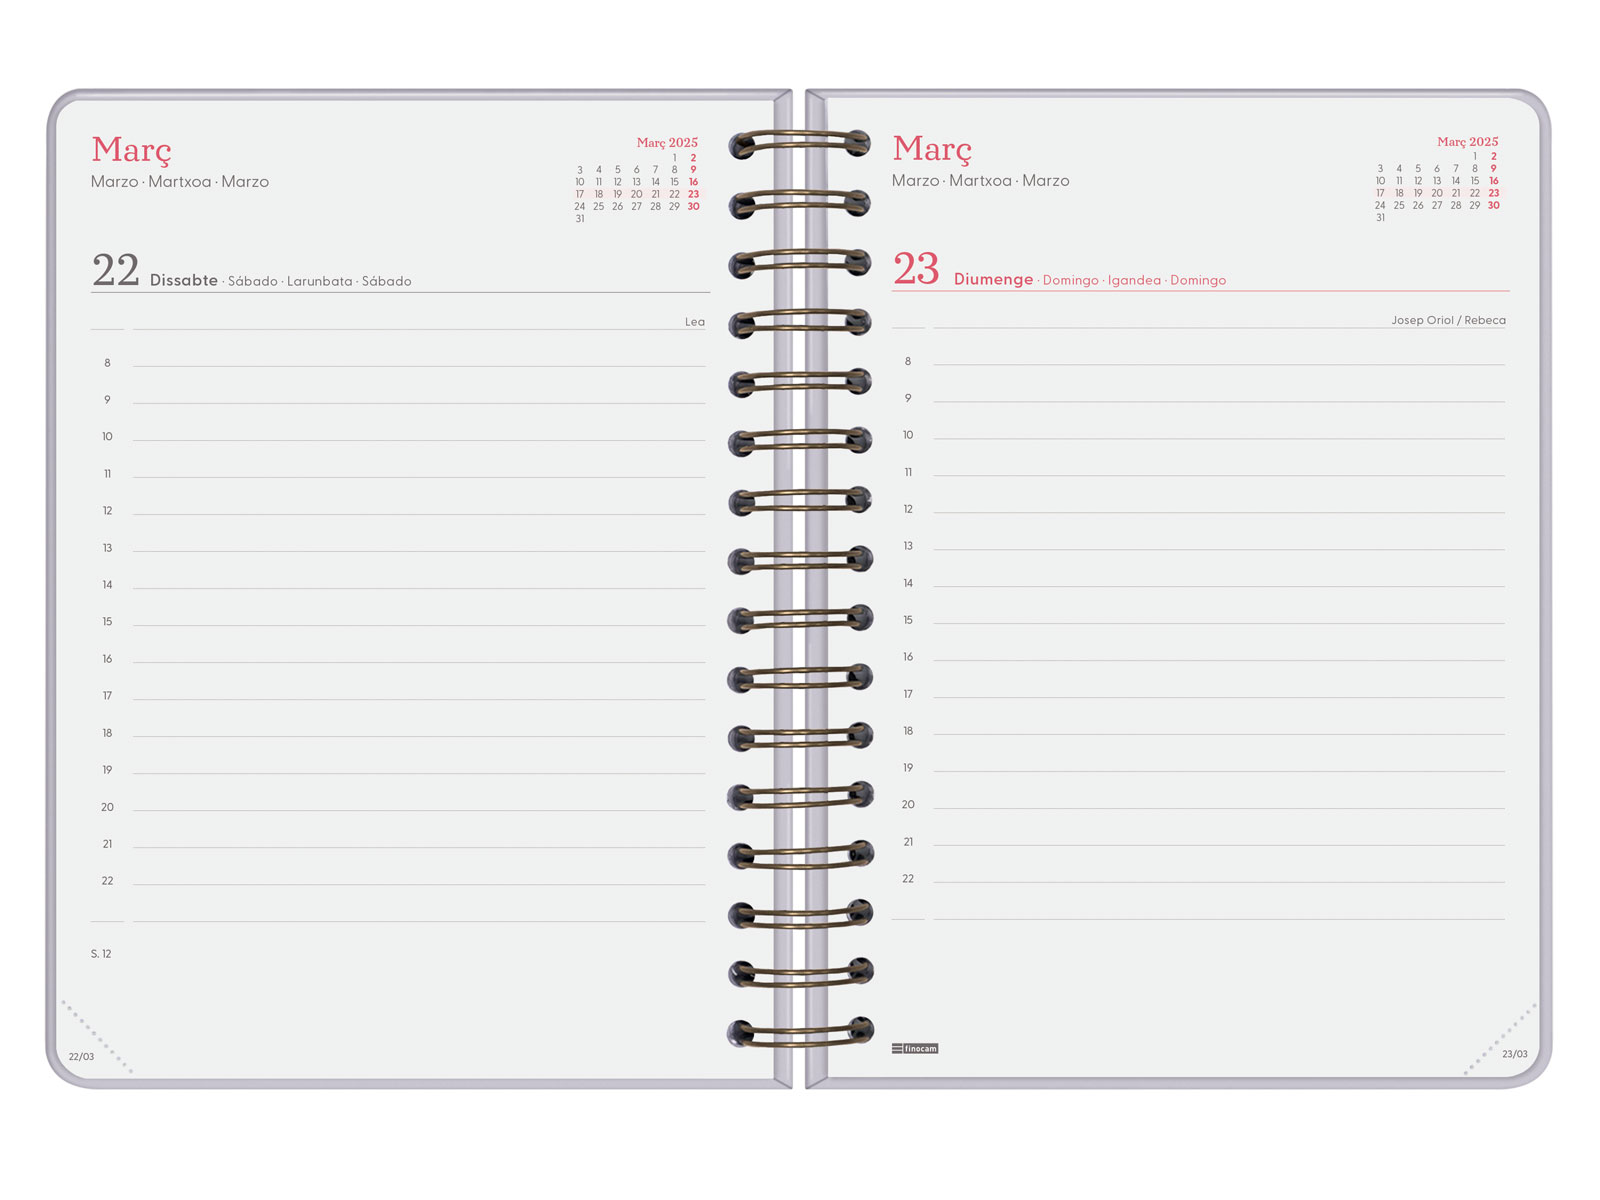 Març
Marzo · Martxoa · Marzo
Març 2025
1 2
3 4 5 6 7 8 9
10 11 12 13 14 15 16
17 18 19 20 21 22 23
24 25 26 27 28 29 30
31
22 Dissabte · Sábado · Larunbata · Sábado
Lea
8
9
10
11
12
13
14
15
16
17
18
19
20
21
22
S. 12
22/03
Març
Marzo · Martxoa · Marzo
Març 2025
1 2
3 4 5 6 7 8 9
10 11 12 13 14 15 16
17 18 19 20 21 22 23
24 25 26 27 28 29 30
31
23 Diumenge · Domingo · Igandea · Domingo
Josep Oriol / Rebeca
8
9
10
11
12
13
14
15
16
17
18
19
20
21
22
finocam
23/03